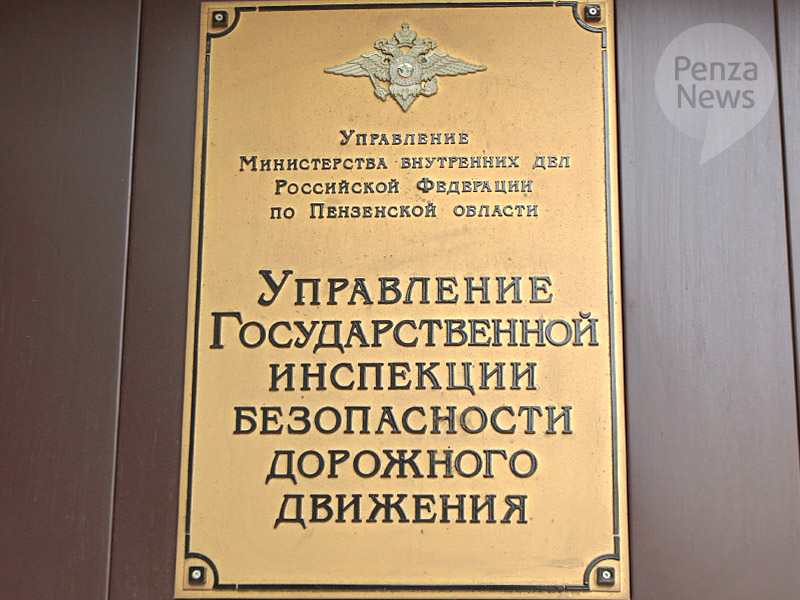 Penza
News
Управление
Министерства внутренних дел
Российской Федерации
по Пензенской области
Управление
Государственной
инспекции
безопасности
дорожного
движения